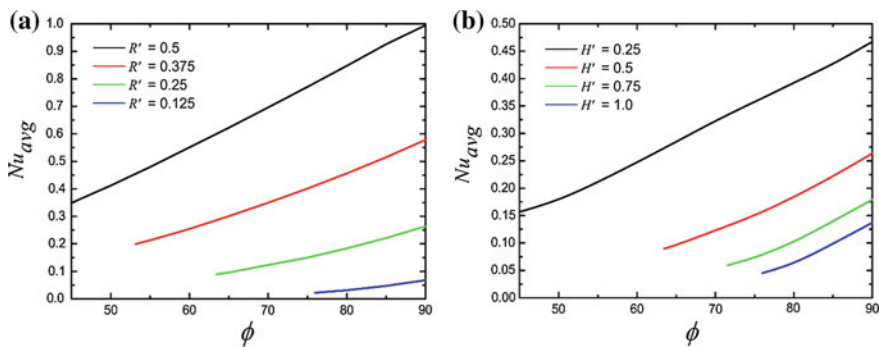 (a)
1.0
0.9
0.8
0.7
0.6
0.5
0.4
0.3
0.2
0.1
0.0
Nu_avg
R' = 0.5
R' = 0.375
R' = 0.25
R' = 0.125
50
60
70
80
90
ϕ
(b)
0.50
0.45
0.40
0.35
0.30
0.25
0.20
0.15
0.10
0.05
0.00
Nu_avg
H' = 0.25
H' = 0.5
H' = 0.75
H' = 1.0
50
60
70
80
90
ϕ